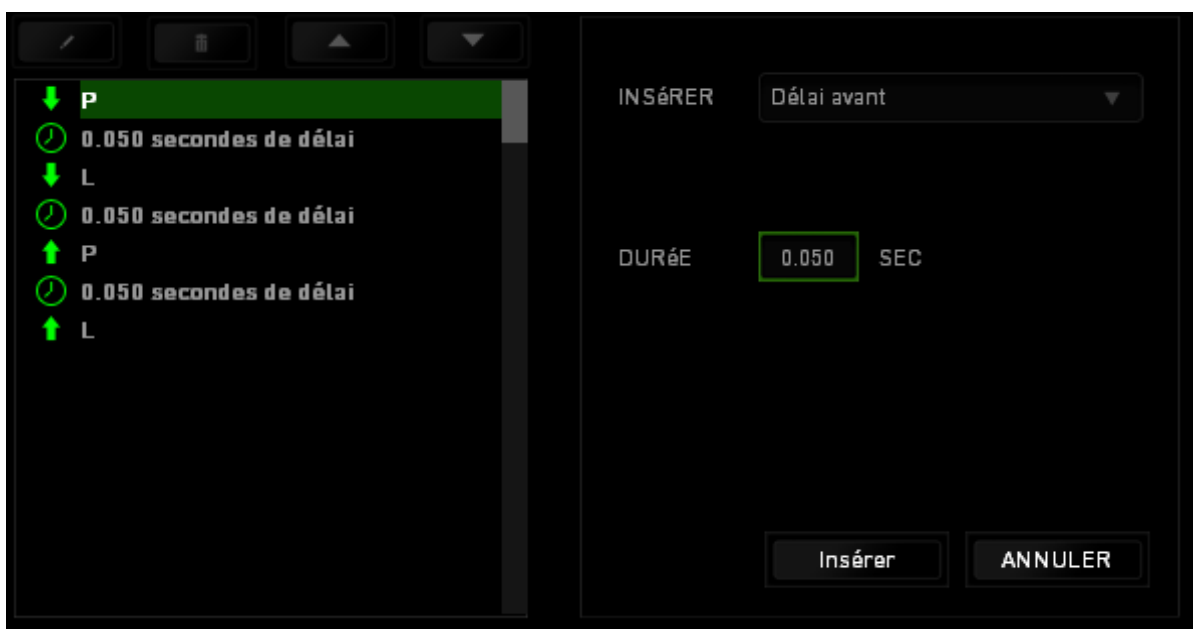 P
0.050 secondes de délai
L
0.050 secondes de délai
P
0.050 secondes de délai
L
INSéRER Délai avant
DURéE 0.050 SEC
Insérer ANNULER